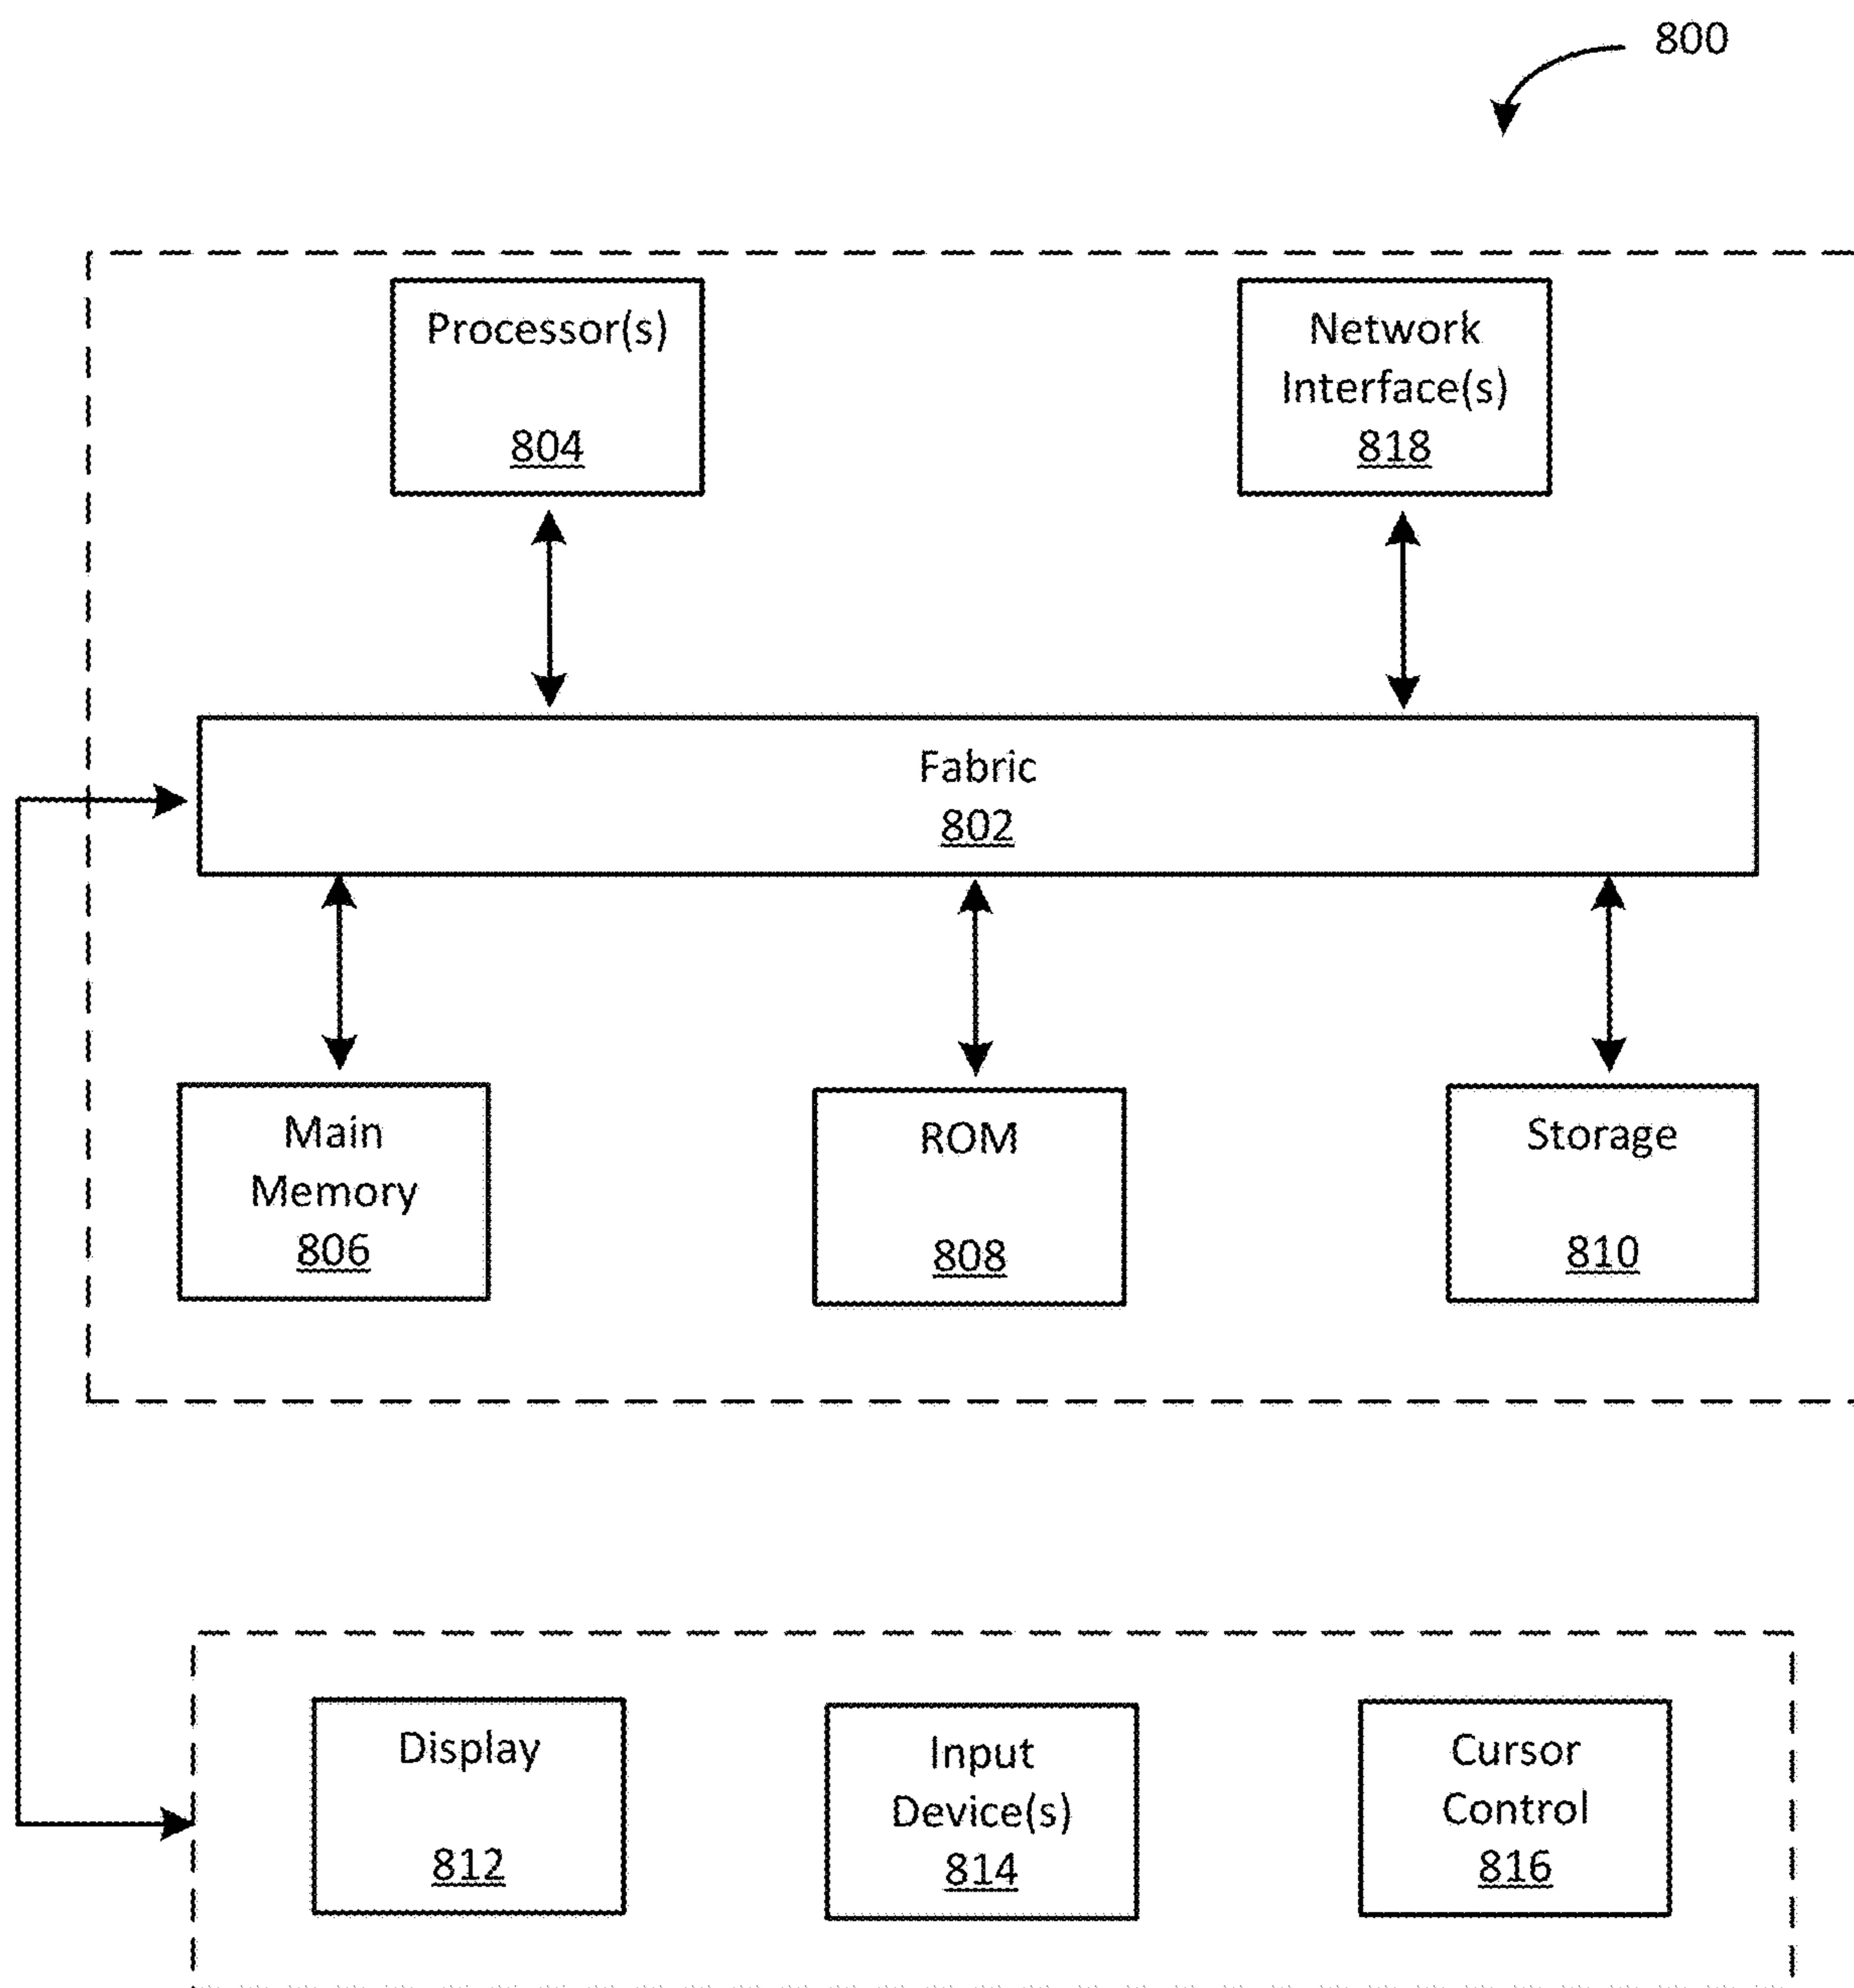 800
Processor(s)
804
Network
Interface(s)
818
Fabric
802
Main
Memory
806
ROM
808
Storage
810
Display
812
Input
Device(s)
814
Cursor
Control
816